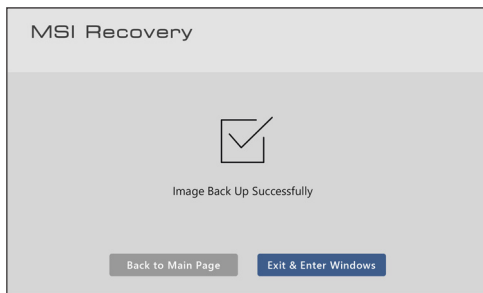 MSI Recovery
Image Back Up Successfully
Back to Main Page
Exit & Enter Windows